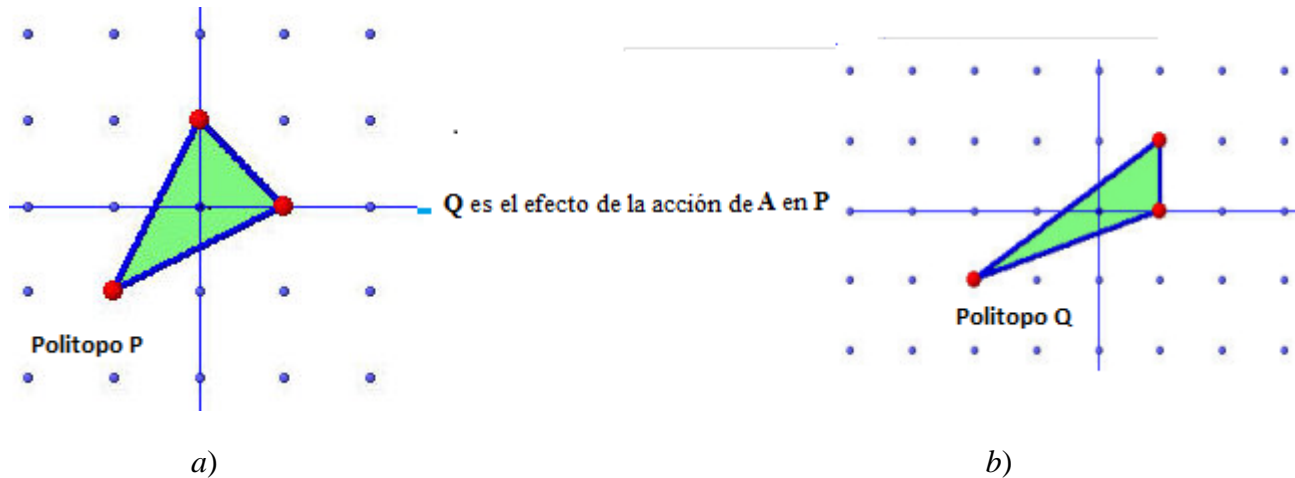 Q es el efecto de la acción de A en P
Politopo P
Politopo Q
a)
b)